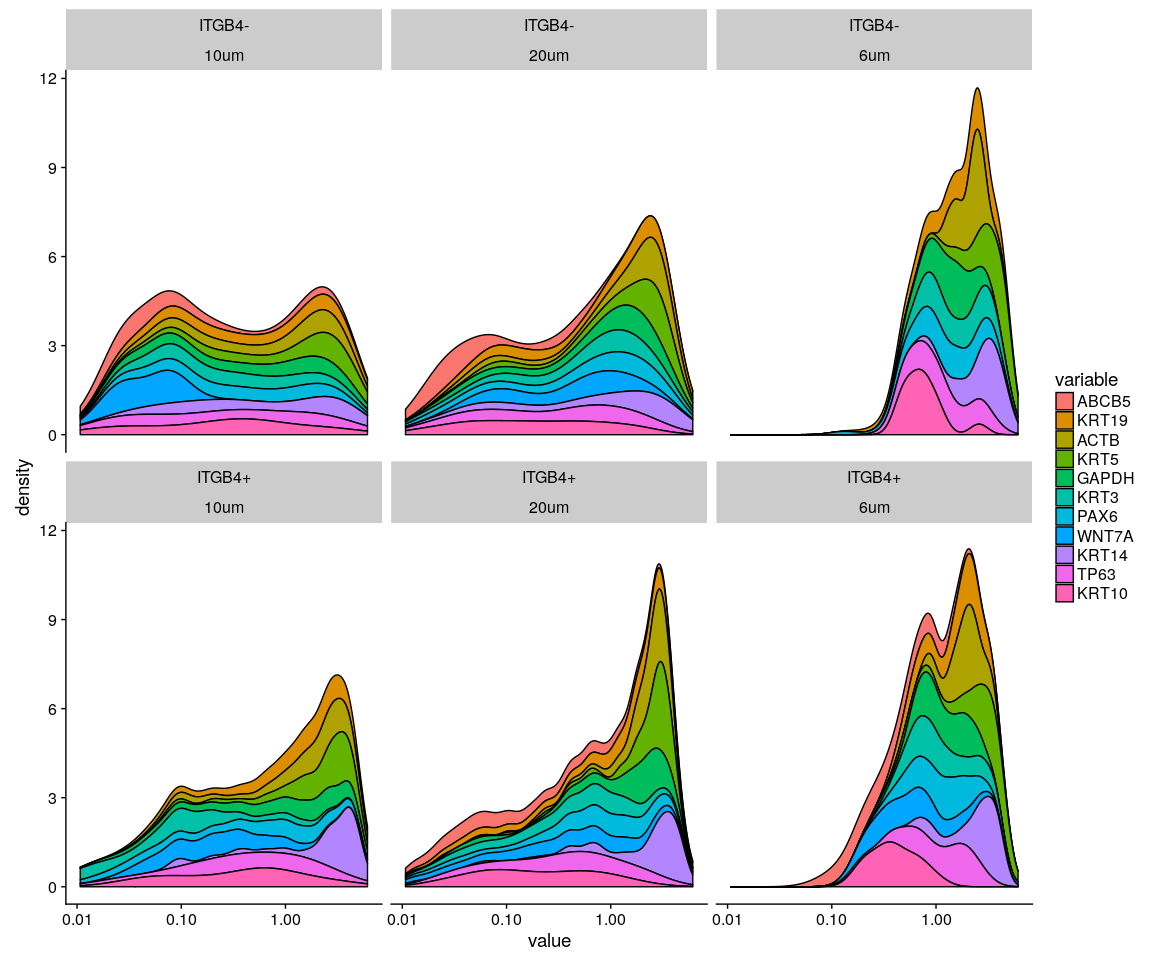 ITGB4-
10um
ITGB4-
20um
ITGB4-
6um
12
9
6
3
0
ITGB4+
10um
ITGB4+
20um
ITGB4+
6um
12
9
6
3
0
0.01
0.10
1.00
0.01
0.10
1.00
0.01
0.10
1.00
value
density
variable
ABCB5
KRT19
ACTB
KRT5
GAPDH
KRT3
PAX6
WNT7A
KRT14
TP63
KRT10